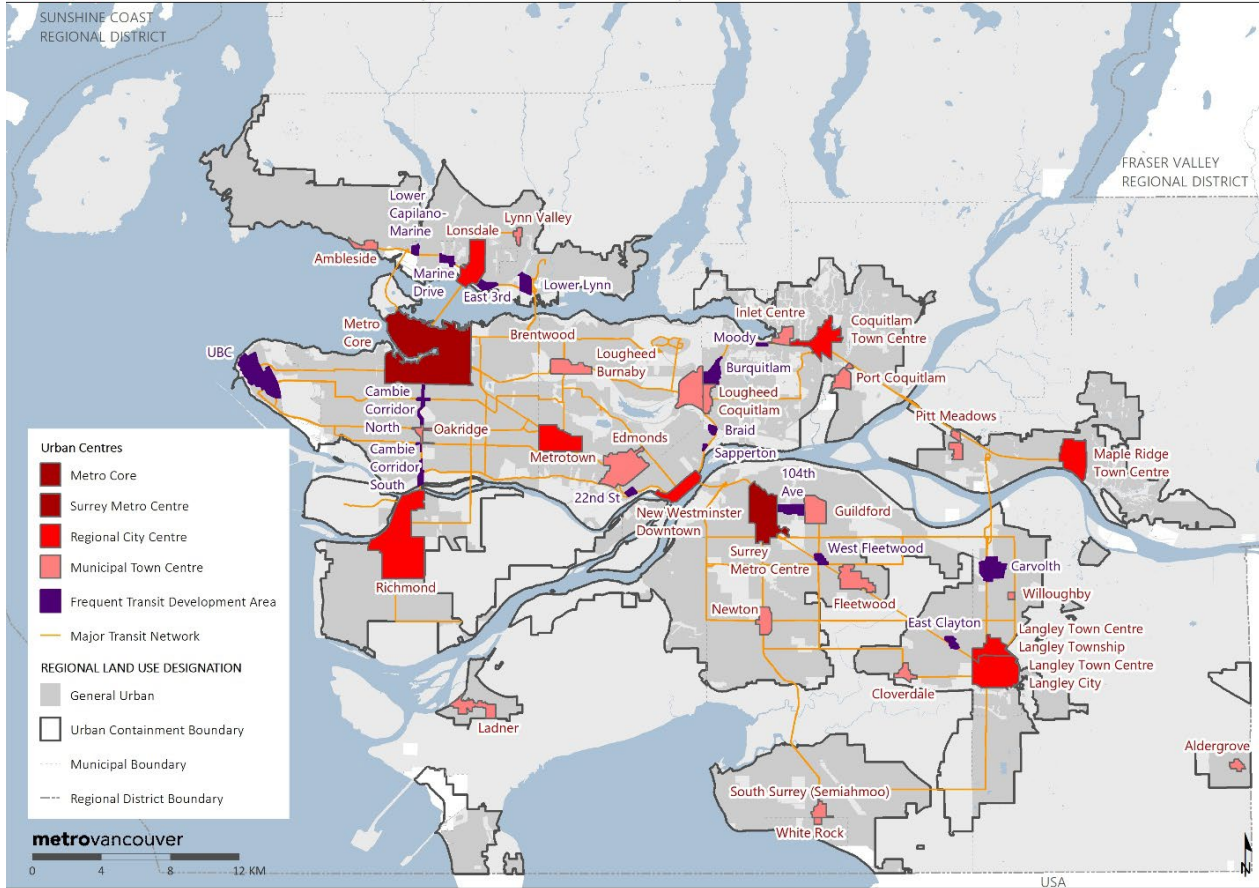 SUNSHINE COAST
REGIONAL DISTRICT
FRASER VALLEY
REGIONAL DISTRICT
Lower
Capilano-
Marine
Lonsdale
Lynn Valley
Ambleside
Marine
Drive
East 3rd
Lower Lynn
Metro
Core
Brentwood
Inlet Centre
Coquitlam
Town Centre
Moody
UBC
Lougheed
Burnaby
Burquitlam
Port Coquitlam
Lougheed
Coquitlam
Cambie
Corridor
North
Oakridge
Cambie
Corridor
South
Pitt Meadows
Braid
Edmonds
Sapperton
Metrotown
Maple Ridge
Town Centre
104th
Ave
22nd St
New Westminster
Downtown
Guildford
Surrey
Metro Centre
West Fleetwood
Carvolth
Richmond
Fleetwood
Willoughby
Newton
East Clayton
Langley Town Centre
Langley Township
Langley Town Centre
Langley City
Cloverdale
Ladner
Aldergrove
South Surrey (Semiahmoo)
White Rock
USA
Urban Centres
Metro Core
Surrey Metro Centre
Regional City Centre
Municipal Town Centre
Frequent Transit Development Area
Major Transit Network
REGIONAL LAND USE DESIGNATION
General Urban
Urban Containment Boundary
Municipal Boundary
Regional District Boundary
metrovancouver
0 4 8 12 KM
N